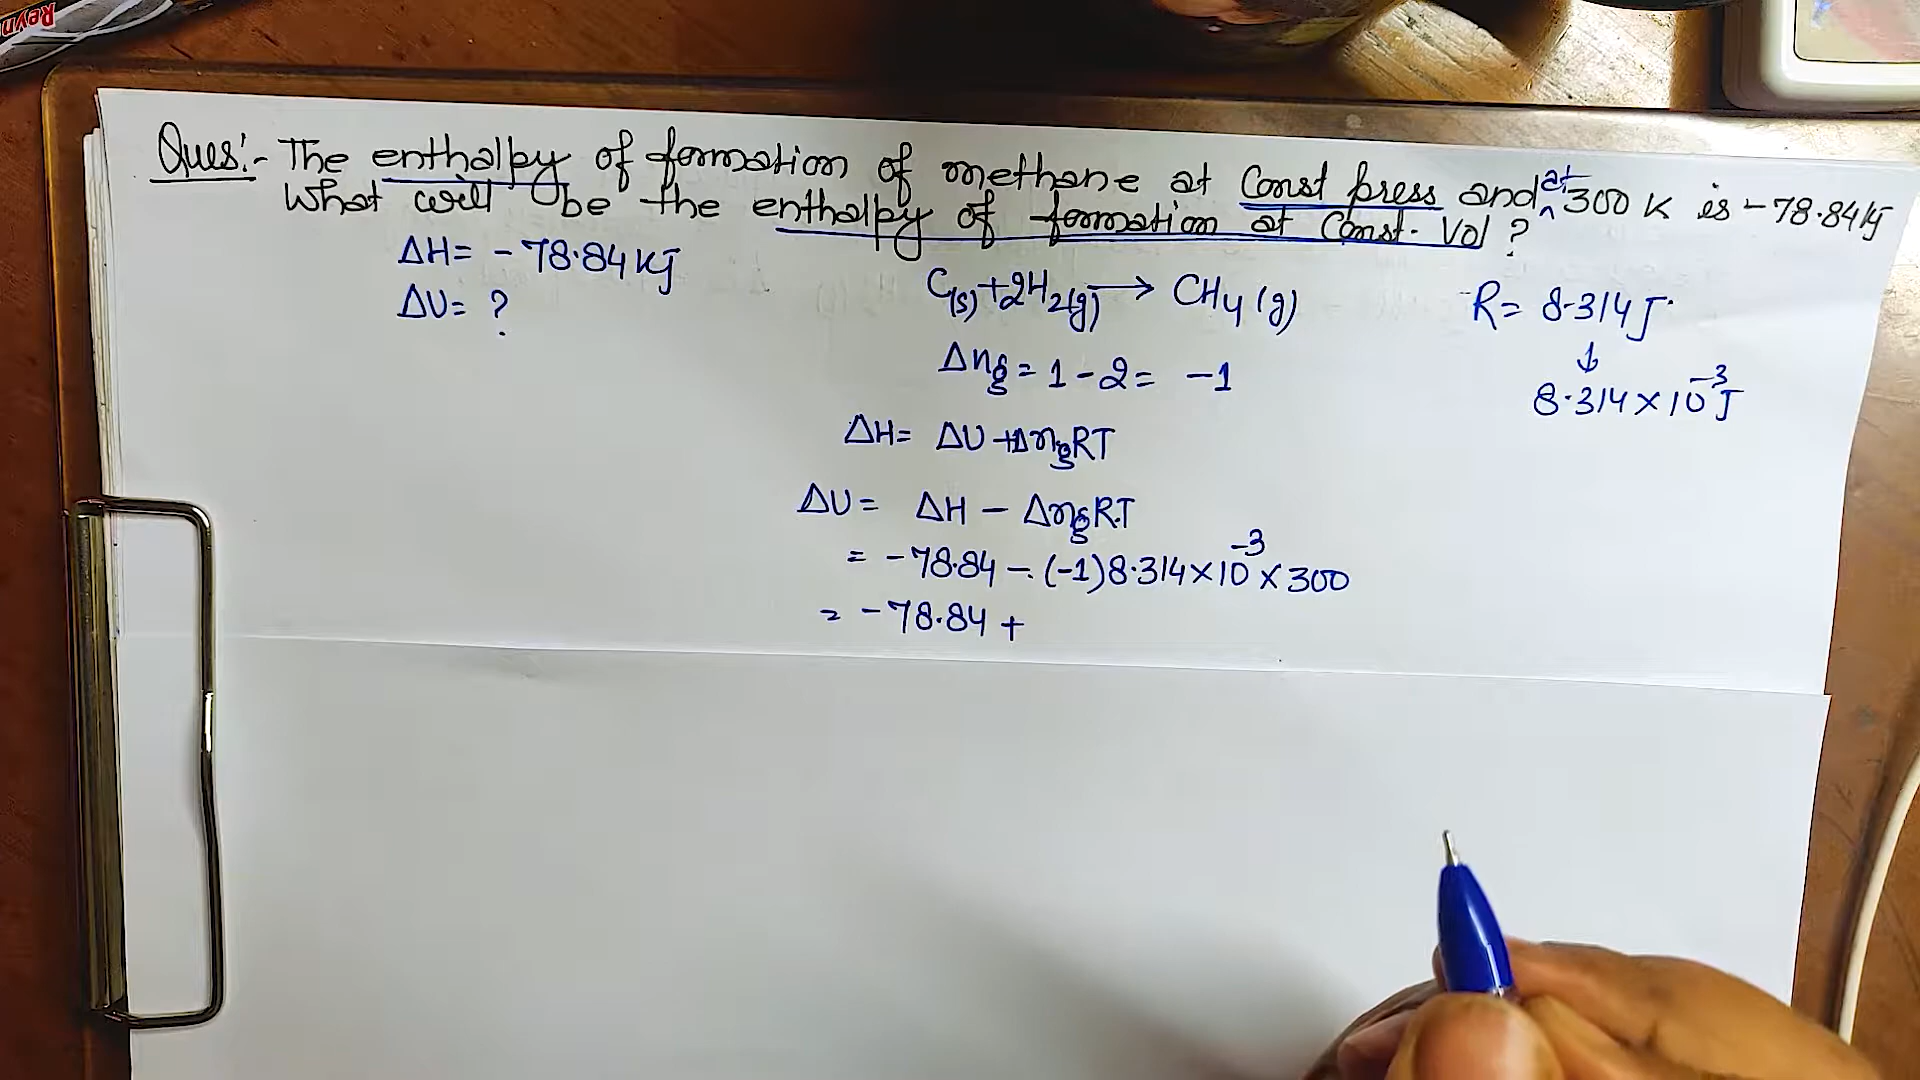 Reyn
Ques:- The enthalpy of formation of methane at Const press and at 300 K is -78.84 kJ
What will be the enthalpy of formation at Const. Vol ?
ΔH = -78.84 KJ
ΔU = ?
C(s) + 2H2(g) → CH4(g)
Δng = 1 - 2 = -1
ΔH = ΔU + ΔngRT
ΔU = ΔH - ΔngRT
= -78.84 - (-1) 8.314 × 10^-3 × 300
= -78.84 +
R = 8.314 J
↓
8.314 × 10^-3 J